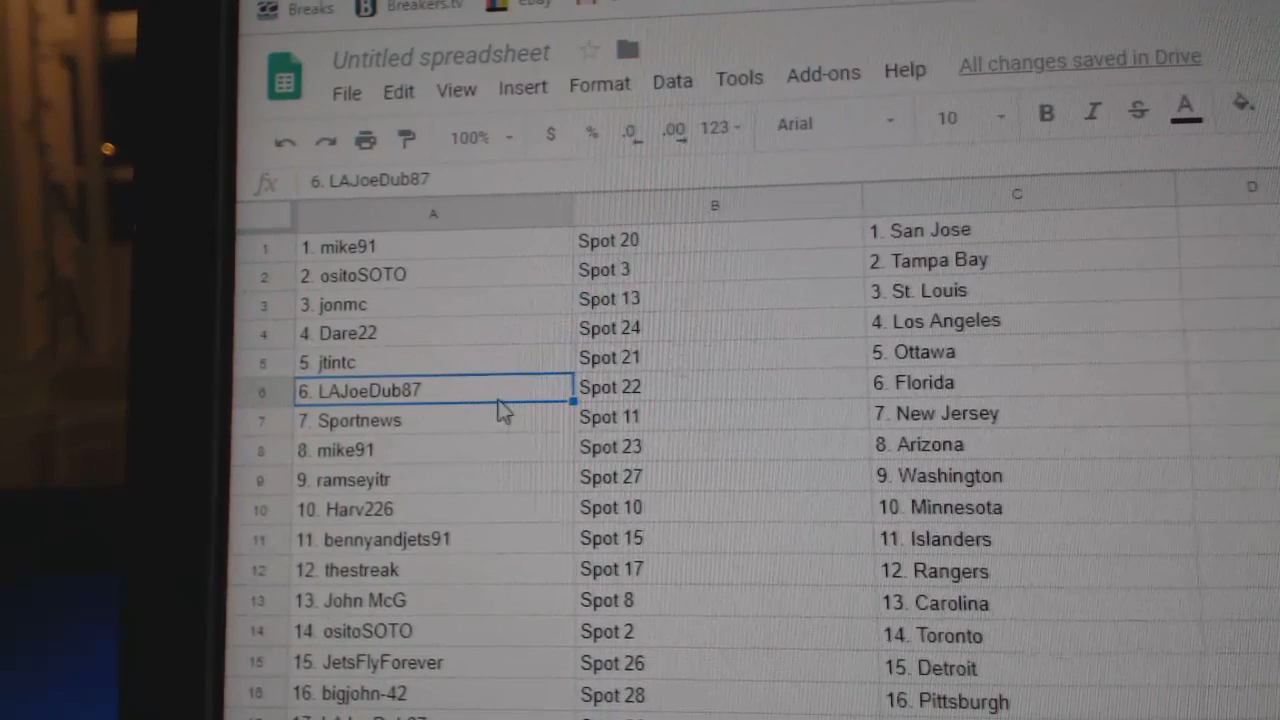 Breaks Breakers.tv ebay
Untitled spreadsheet
File Edit View Insert Format Data Tools Add-ons Help All changes saved in Drive
100% $ % .0 .00 123 Arial 10 B I S A
fx 6. LAJoeDub87
A B C D
1 1. mike91 Spot 20 1. San Jose
2 2. ositoSOTO Spot 3 2. Tampa Bay
3 3. jonmc Spot 13 3. St. Louis
4 4. Dare22 Spot 24 4. Los Angeles
5 5. jtintc Spot 21 5. Ottawa
6 6. LAJoeDub87 Spot 22 6. Florida
7 7. Sportnews Spot 11 7. New Jersey
8 8. mike91 Spot 23 8. Arizona
9 9. ramseyitr Spot 27 9. Washington
10 10. Harv226 Spot 10 10. Minnesota
11 11. bennyandjets91 Spot 15 11. Islanders
12 12. thestreak Spot 17 12. Rangers
13 13. John McG Spot 8 13. Carolina
14 14. ositoSOTO Spot 2 14. Toronto
15 15. JetsFlyForever Spot 26 15. Detroit
16 16. bigjohn-42 Spot 28 16. Pittsburgh